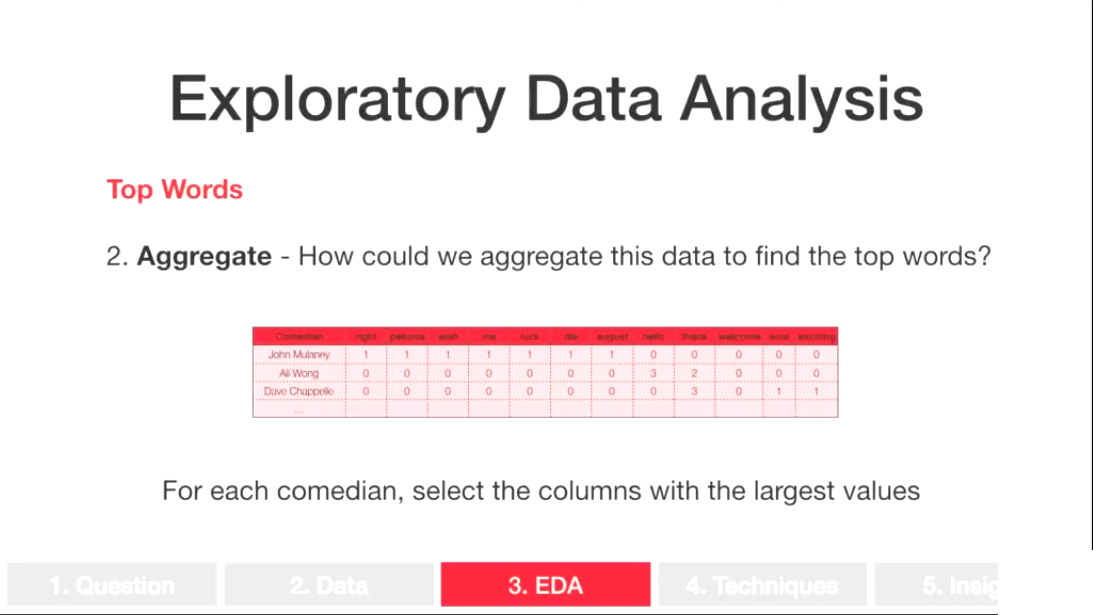 Exploratory Data Analysis
Top Words
2. Aggregate - How could we aggregate this data to find the top words?
Comedian right petunia wish me luck die august hello thank welcome wow exciting
John Mulaney 1 1 1 1 1 1 1 0 0 0 0 0
Ali Wong 0 0 0 0 0 0 0 3 2 0 0 0
Dave Chappelle 0 0 0 0 0 0 0 0 3 0 1 1
...
For each comedian, select the columns with the largest values
1. Question 2. Data 3. EDA 4. Techniques 5. Insig